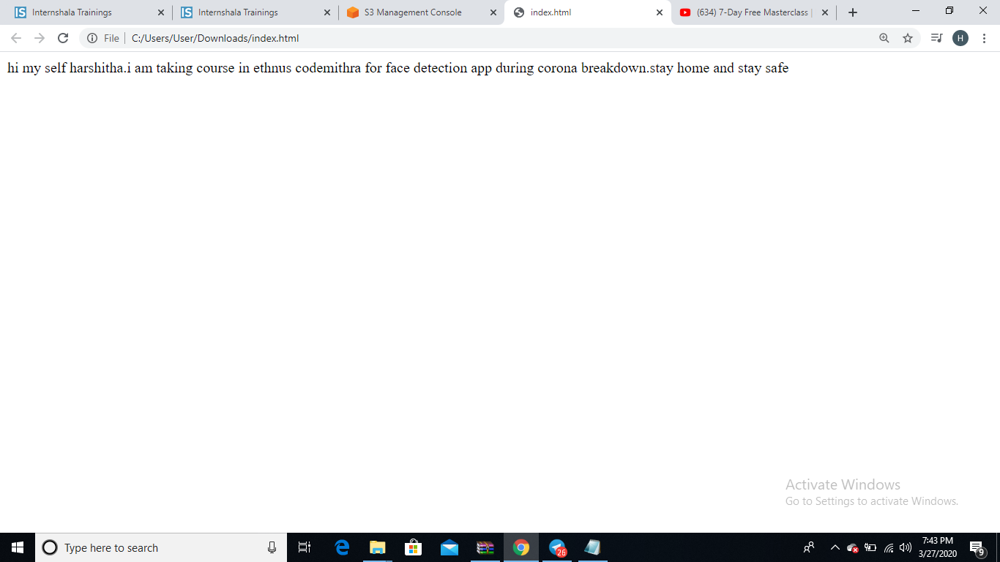 Internshala Trainings
Internshala Trainings
S3 Management Console
index.html
(634) 7-Day Free Masterclass |
File | C:/Users/User/Downloads/index.html
H
hi my self harshitha.i am taking course in ethnus codemithra for face detection app during corona breakdown.stay home and stay safe
Activate Windows
Go to Settings to activate Windows.
Type here to search
26
7:43 PM
3/27/2020
9